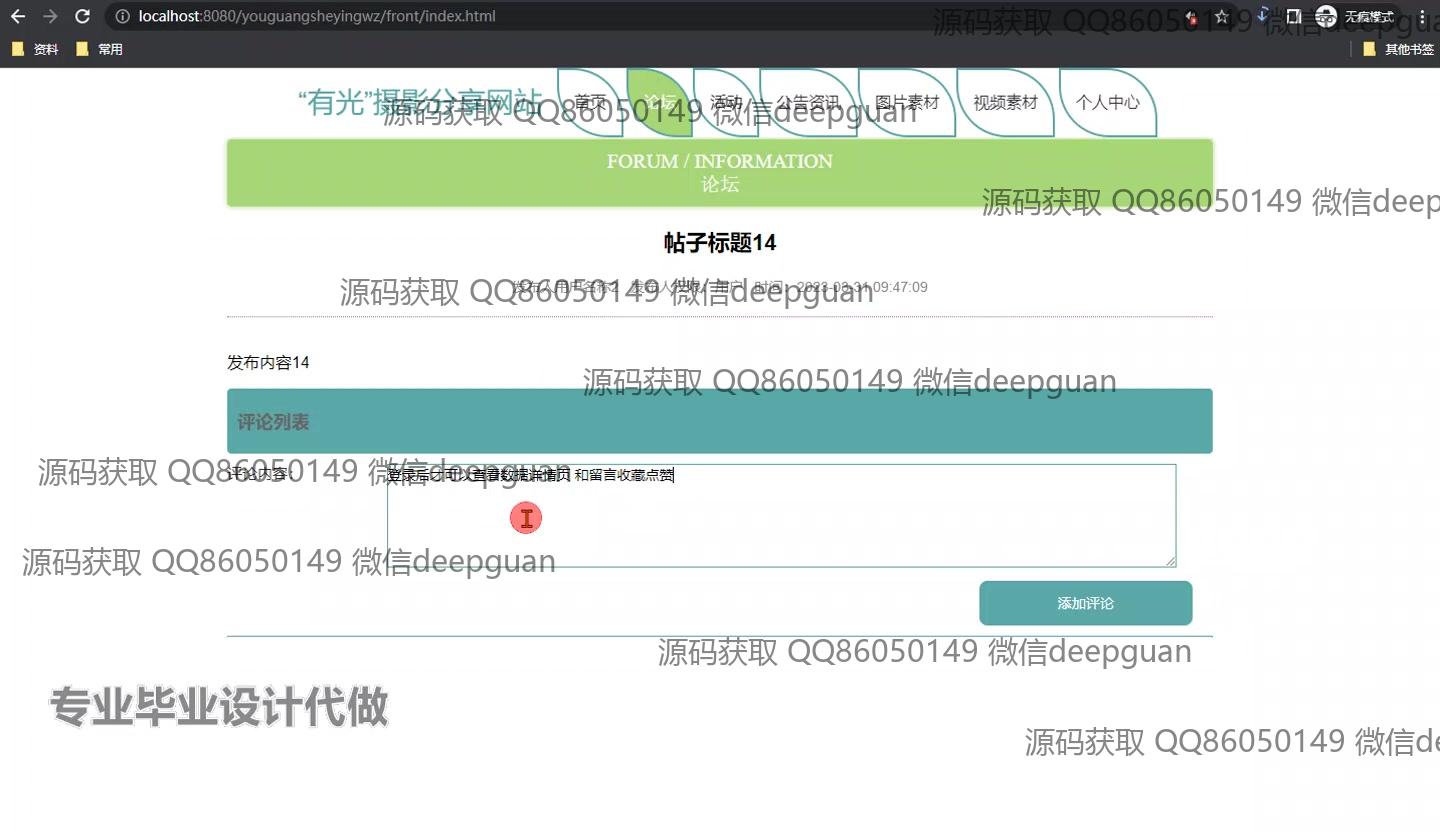 localhost:8080/youguangsheyingwz/front/index.html
无痕模式
资料
常用
其他书签
源码获取 QQ86050149 微信deepgua
“有光”摄影分享网站
首页
论坛
活动
公告资讯
图片素材
视频素材
个人中心
源码获取 QQ86050149 微信deepguan
FORUM / INFORMATION
论坛
源码获取 QQ86050149 微信deep
帖子标题14
时间：2023-03-31 09:47:09
源码获取 QQ86050149 微信deepguan
发布内容14
源码获取 QQ86050149 微信deepguan
评论列表
评论内容：
登录后才可以查看数据详情页 和留言收藏点赞
源码获取 QQ86050149 微信deepguan
源码获取 QQ86050149 微信deepguan
添加评论
源码获取 QQ86050149 微信deepguan
专业毕业设计代做
源码获取 QQ86050149 微信de